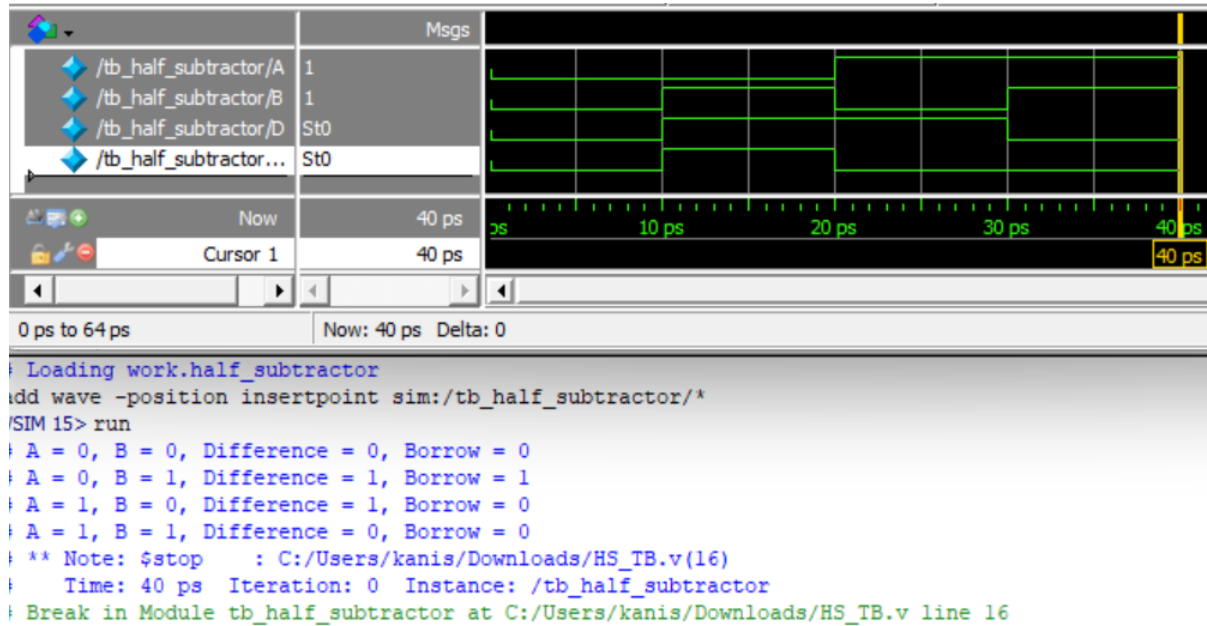 Msgs
/tb_half_subtractor/A 1
/tb_half_subtractor/B 1
/tb_half_subtractor/D St0
/tb_half_subtractor... St0
Now 40 ps
ps 10 ps 20 ps 30 ps 40 ps
Cursor 1 40 ps 40 ps
0 ps to 64 ps Now: 40 ps Delta: 0
# Loading work.half_subtractor
add wave -position insertpoint sim:/tb_half_subtractor/*
VSIM 15> run
# A = 0, B = 0, Difference = 0, Borrow = 0
# A = 0, B = 1, Difference = 1, Borrow = 1
# A = 1, B = 0, Difference = 1, Borrow = 0
# A = 1, B = 1, Difference = 0, Borrow = 0
# ** Note: $stop : C:/Users/kanis/Downloads/HS_TB.v(16)
# Time: 40 ps Iteration: 0 Instance: /tb_half_subtractor
# Break in Module tb_half_subtractor at C:/Users/kanis/Downloads/HS_TB.v line 16